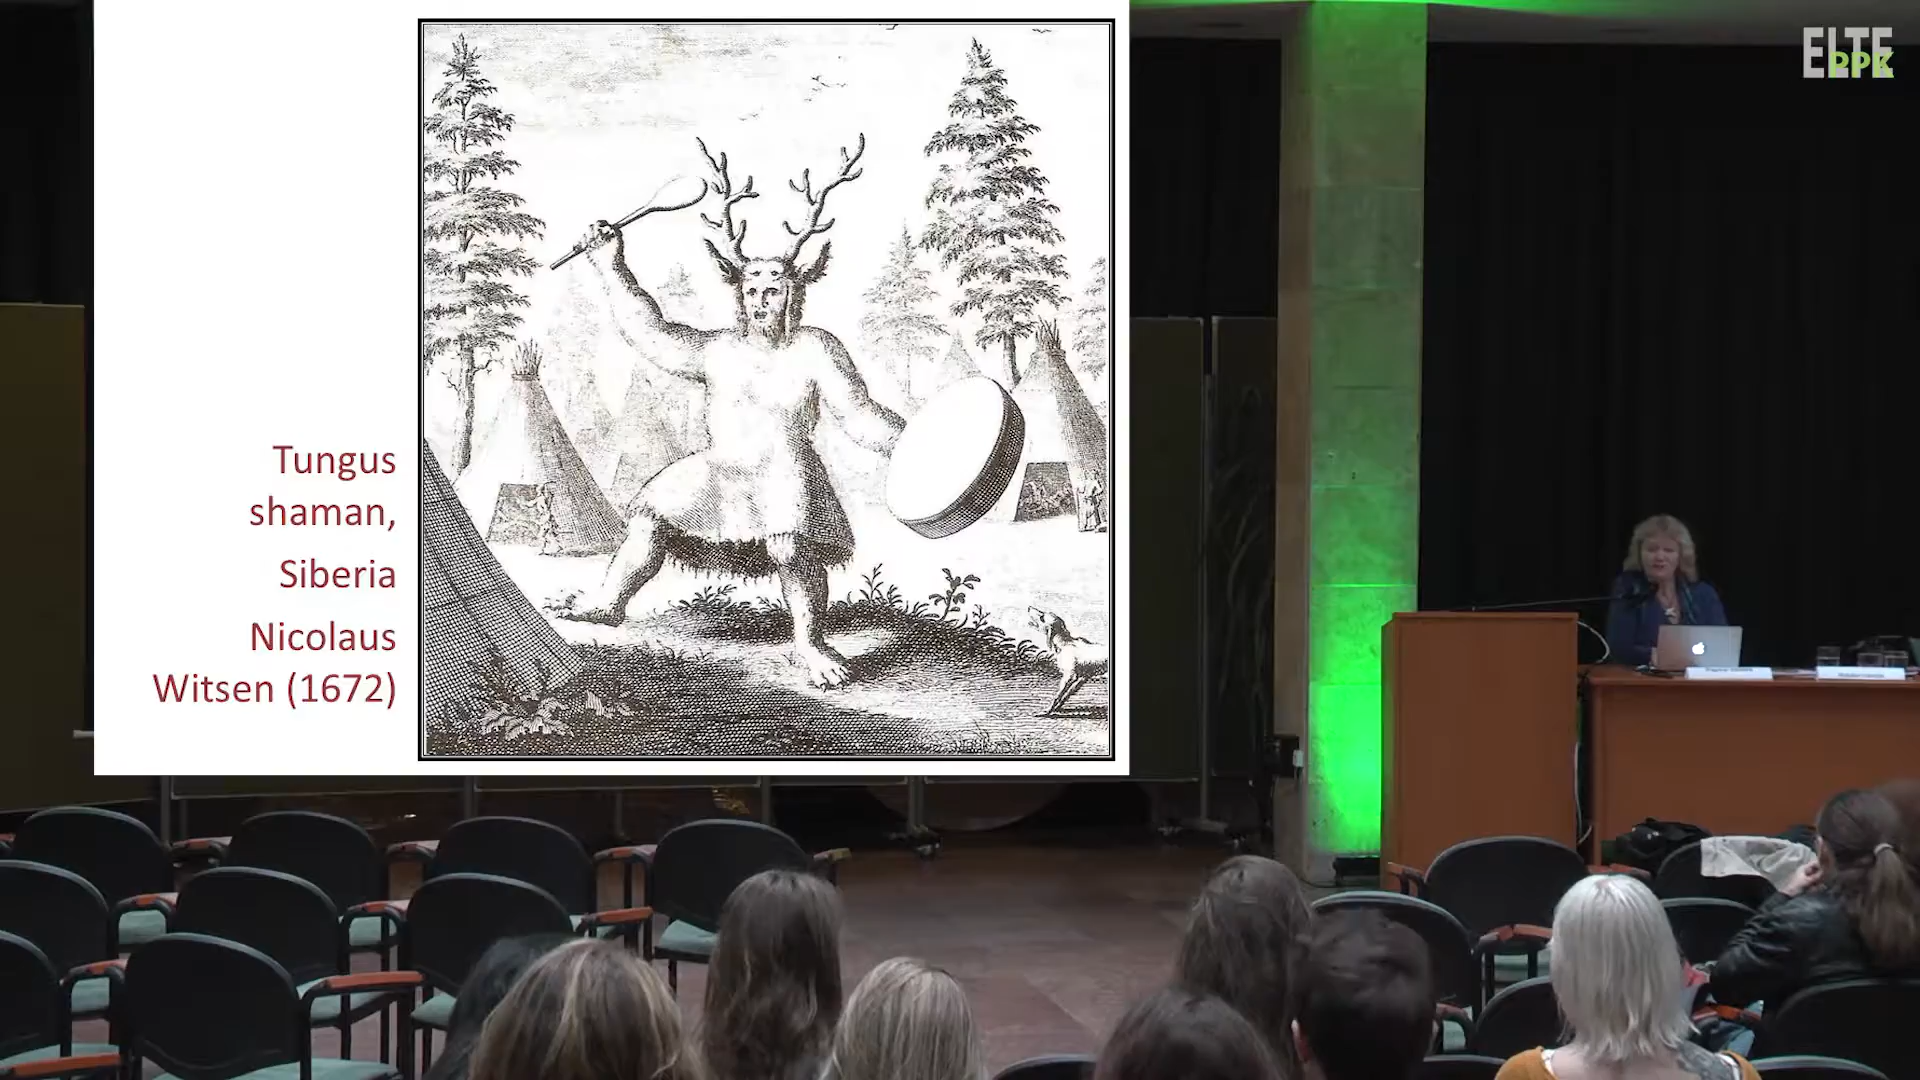 Tungus
shaman,
Siberia
Nicolaus
Witsen (1672)
ELTE
PPK